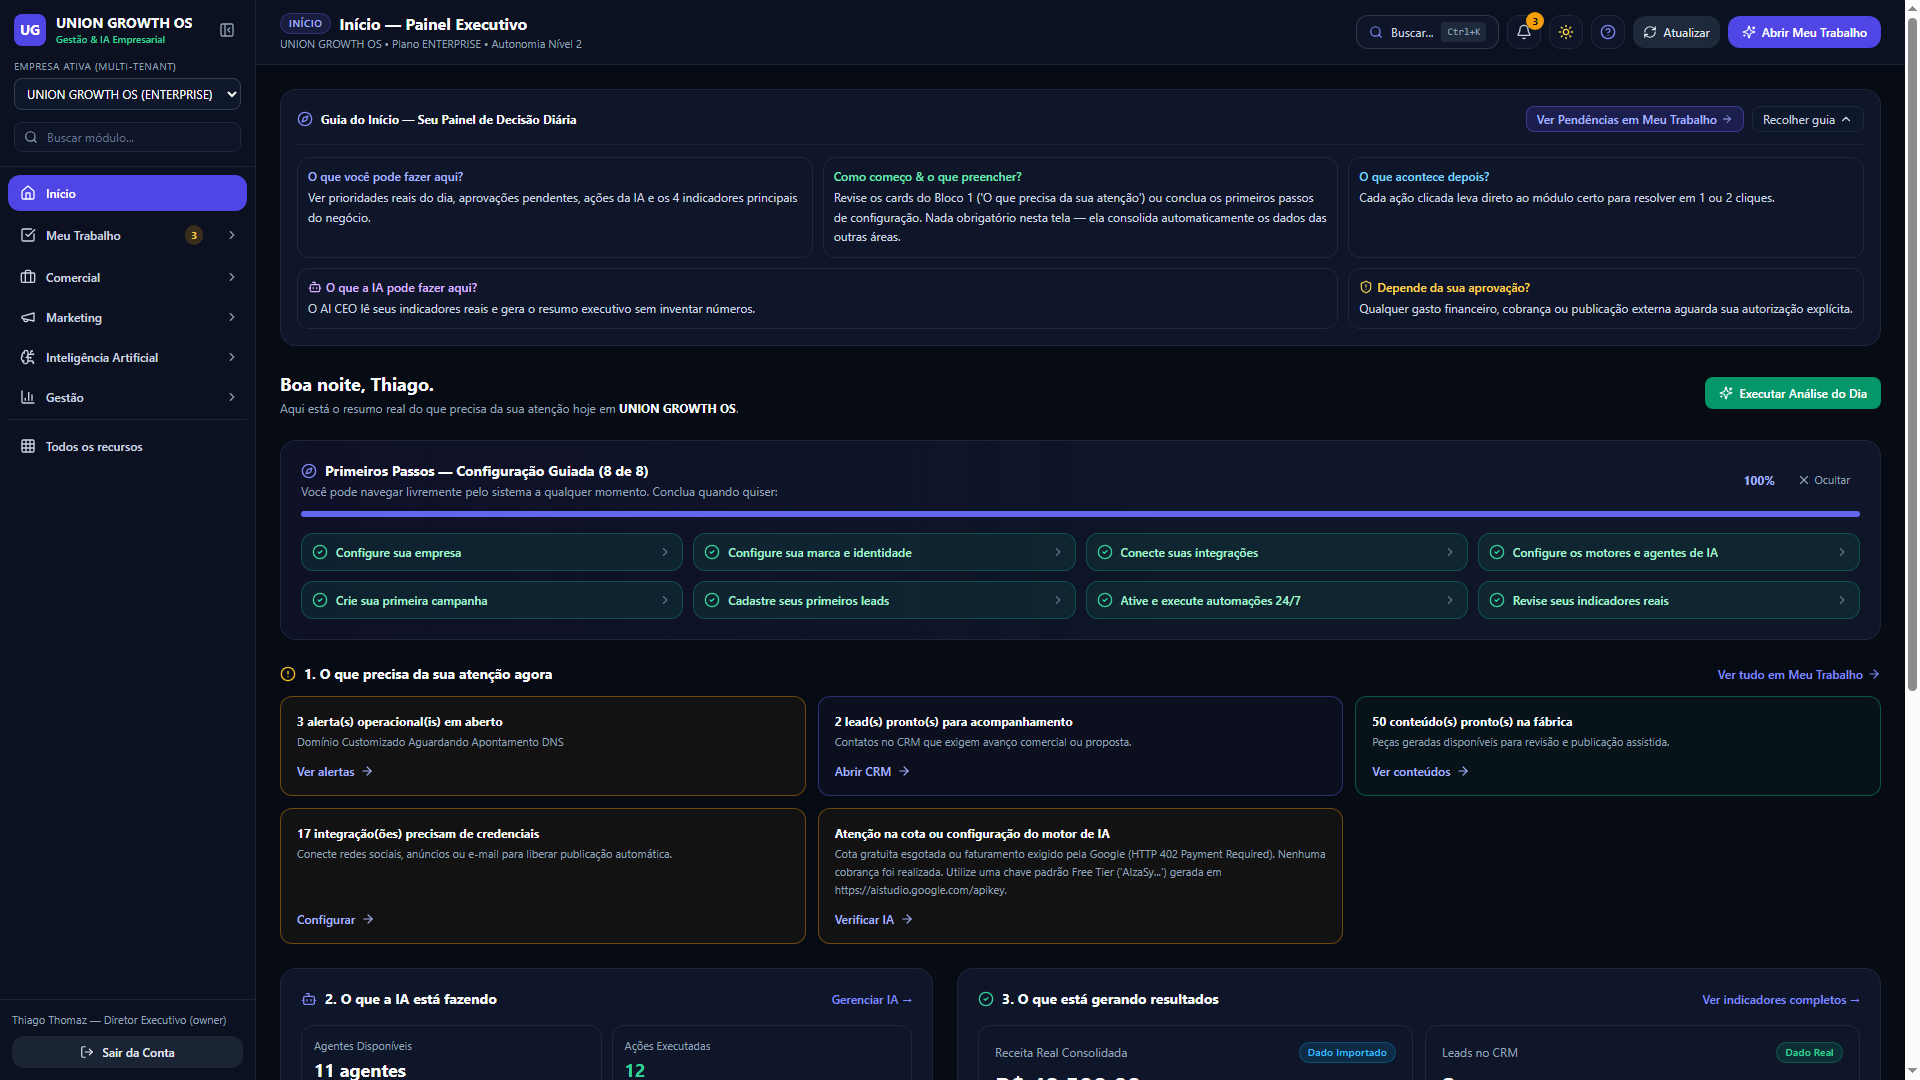 UG
UNION GROWTH OS
Gestão & IA Empresarial
EMPRESA ATIVA (MULTI-TENANT)
UNION GROWTH OS (ENTERPRISE)
Buscar módulo...
Início
Meu Trabalho
3
Comercial
Marketing
Inteligência Artificial
Gestão
Todos os recursos
Thiago Thomaz — Diretor Executivo (owner)
Sair da Conta
INÍCIO
Início — Painel Executivo
UNION GROWTH OS • Plano ENTERPRISE • Autonomia Nível 2
Buscar...
Ctrl+K
3
Atualizar
Abrir Meu Trabalho
Guia do Início — Seu Painel de Decisão Diária
Ver Pendências em Meu Trabalho →
Recolher guia
O que você pode fazer aqui?
Ver prioridades reais do dia, aprovações pendentes, ações da IA e os 4 indicadores principais
do negócio.
Como começo & o que preencher?
Revise os cards do Bloco 1 ('O que precisa da sua atenção') ou conclua os primeiros passos
de configuração. Nada obrigatório nesta tela — ela consolida automaticamente os dados das
outras áreas.
O que acontece depois?
Cada ação clicada leva direto ao módulo certo para resolver em 1 ou 2 cliques.
O que a IA pode fazer aqui?
O AI CEO lê seus indicadores reais e gera o resumo executivo sem inventar números.
Depende da sua aprovação?
Qualquer gasto financeiro, cobrança ou publicação externa aguarda sua autorização explícita.
Boa noite, Thiago.
Aqui está o resumo real do que precisa da sua atenção hoje em UNION GROWTH OS.
Executar Análise do Dia
Primeiros Passos — Configuração Guiada (8 de 8)
Você pode navegar livremente pelo sistema a qualquer momento. Conclua quando quiser:
100%
Ocultar
Configure sua empresa
Configure sua marca e identidade
Conecte suas integrações
Configure os motores e agentes de IA
Crie sua primeira campanha
Cadastre seus primeiros leads
Ative e execute automações 24/7
Revise seus indicadores reais
1. O que precisa da sua atenção agora
Ver tudo em Meu Trabalho →
3 alerta(s) operacional(is) em aberto
Domínio Customizado Aguardando Apontamento DNS
Ver alertas →
2 lead(s) pronto(s) para acompanhamento
Contatos no CRM que exigem avanço comercial ou proposta.
Abrir CRM →
50 conteúdo(s) pronto(s) na fábrica
Peças geradas disponíveis para revisão e publicação assistida.
Ver conteúdos →
17 integração(ões) precisam de credenciais
Conecte redes sociais, anúncios ou e-mail para liberar publicação automática.
Configurar →
Atenção na cota ou configuração do motor de IA
Cota gratuita esgotada ou faturamento exigido pela Google (HTTP 402 Payment Required). Nenhuma
cobrança foi realizada. Utilize uma chave padrão Free Tier ('AIzaSy...') gerada em
https://aistudio.google.com/apikey.
Verificar IA →
2. O que a IA está fazendo
Gerenciar IA →
Agentes Disponíveis
11 agentes
Ações Executadas
12
3. O que está gerando resultados
Ver indicadores completos →
Receita Real Consolidada
Dado Importado
Leads no CRM
Dado Real